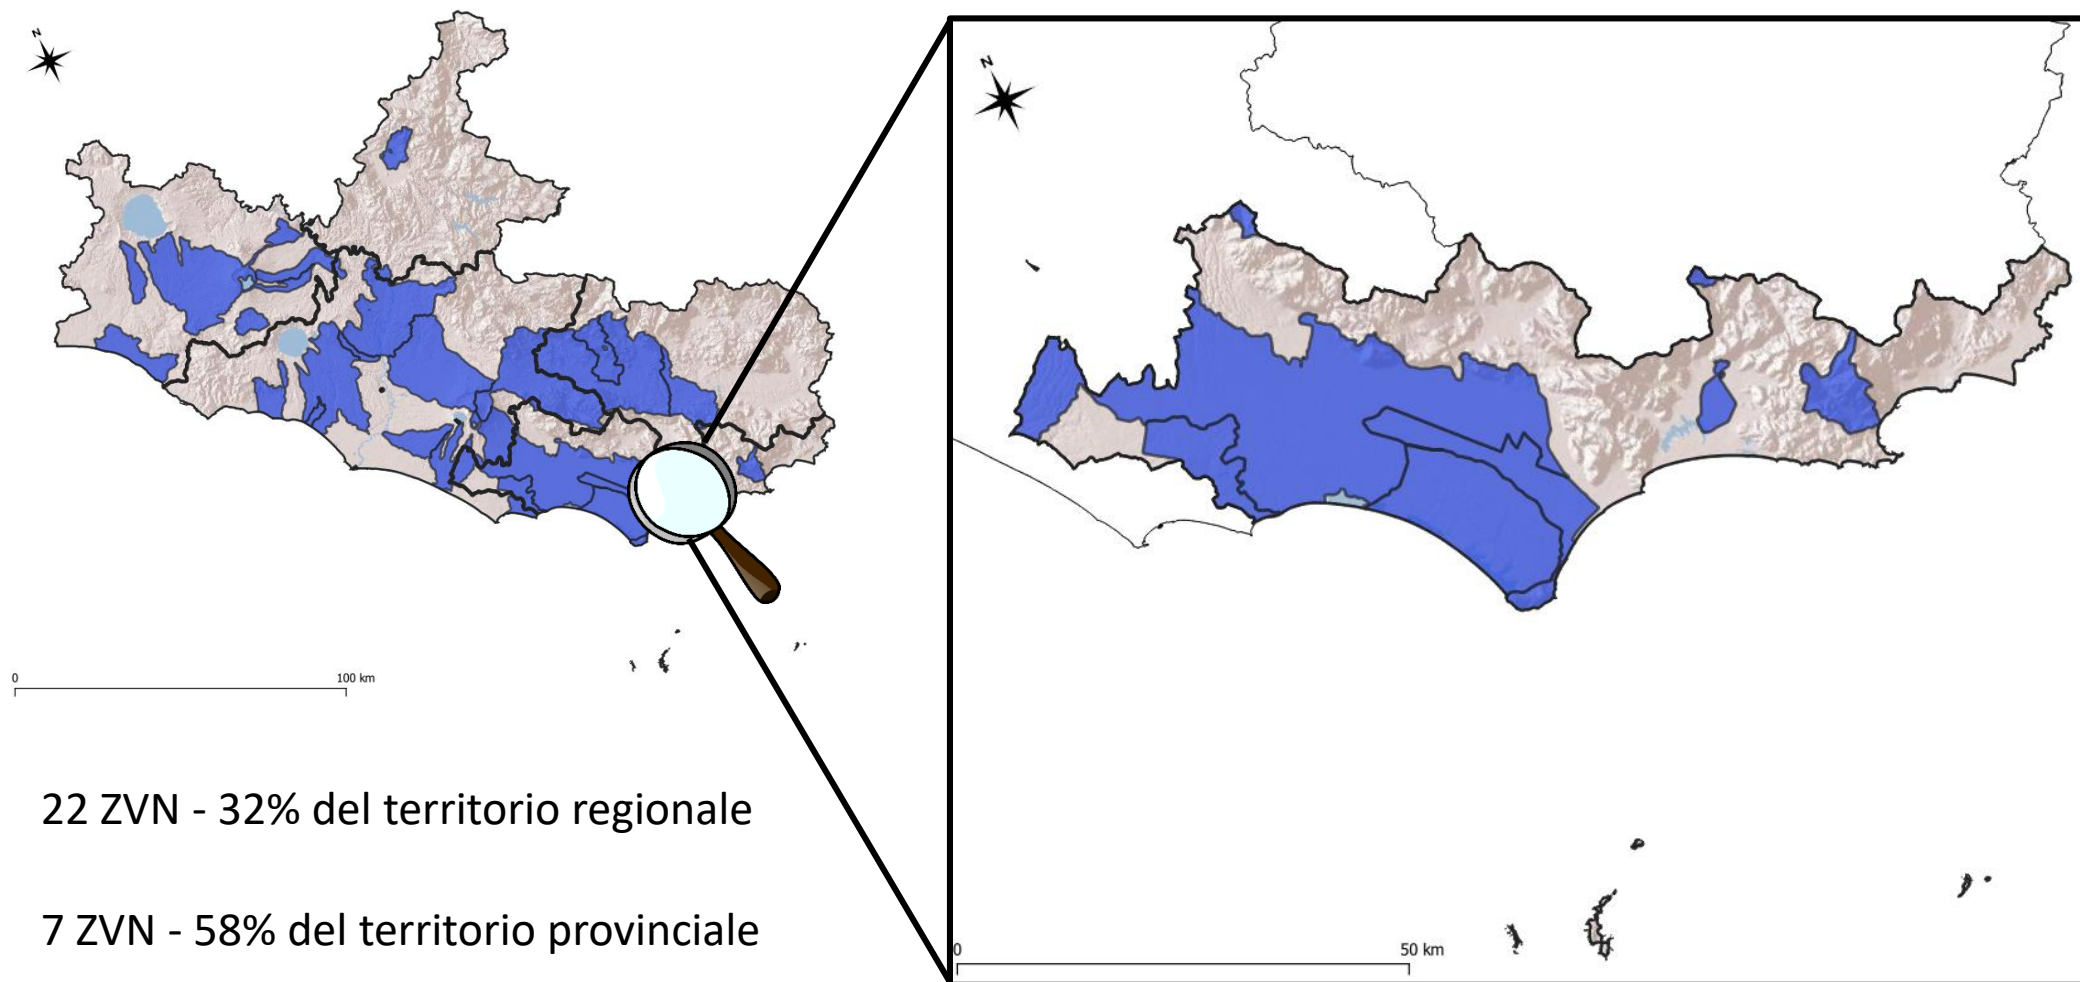 N
N
0 100 km
22 ZVN - 32% del territorio regionale
7 ZVN - 58% del territorio provinciale
0 50 km